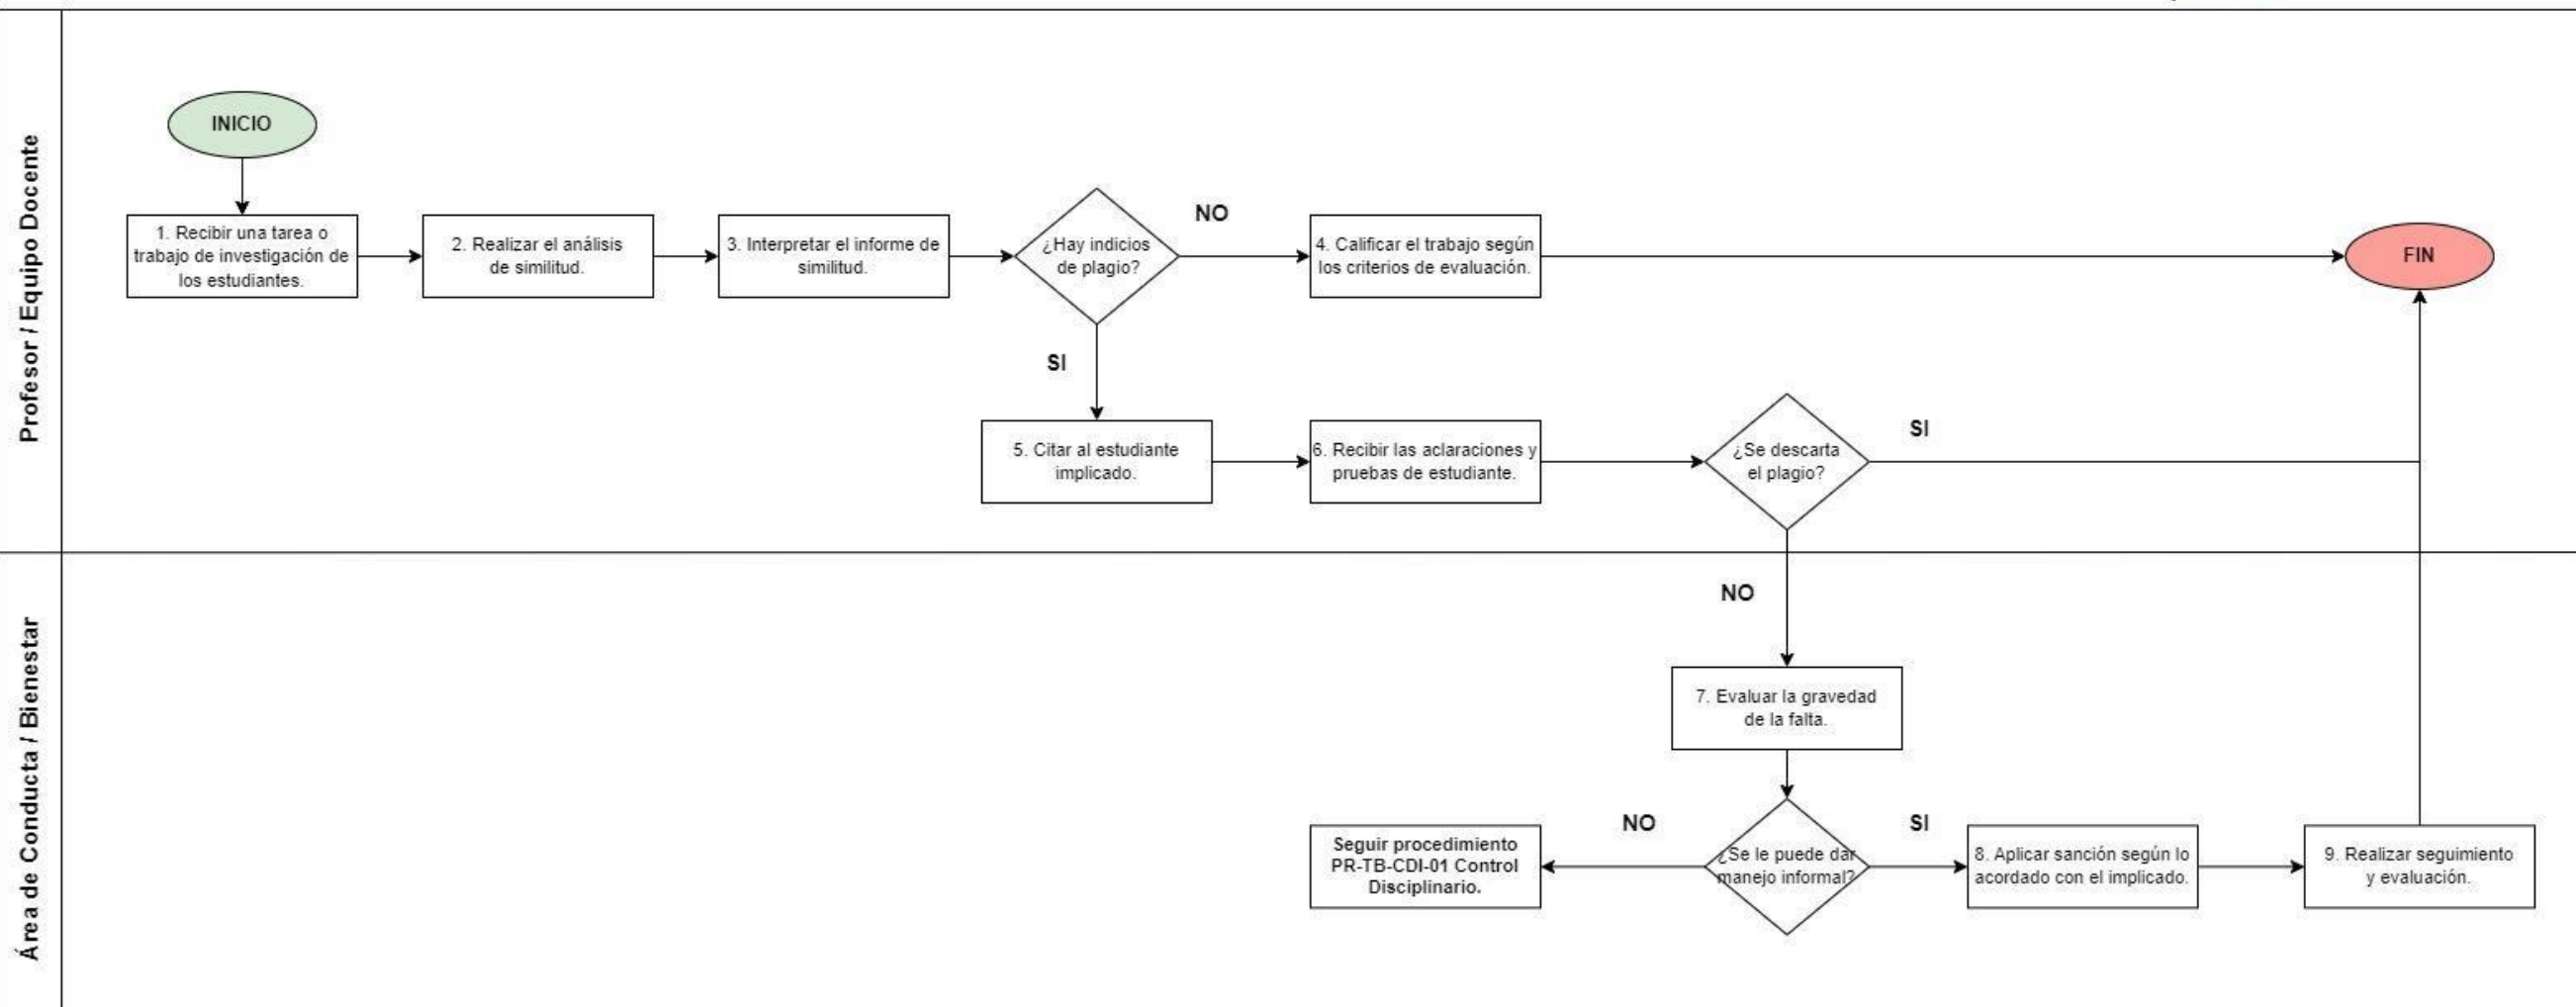 Profesor / Equipo Docente
INICIO
1. Recibir una tarea o
trabajo de investigación de
los estudiantes.
2. Realizar el análisis
de similitud.
3. Interpretar el informe de
similitud.
¿Hay indicios
de plagio?
NO
4. Calificar el trabajo según
los criterios de evaluación.
FIN
SI
5. Citar al estudiante
implicado.
6. Recibir las aclaraciones y
pruebas de estudiante.
¿Se descarta
el plagio?
SI
Área de Conducta / Bienestar
NO
7. Evaluar la gravedad
de la falta.
¿Se le puede dar
manejo informal?
NO
Seguir procedimiento
PR-TB-CDI-01 Control
Disciplinario.
SI
8. Aplicar sanción según lo
acordado con el implicado.
9. Realizar seguimiento
y evaluación.